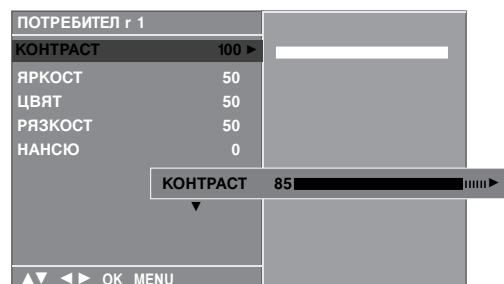 ПОТРЕБИТЕЛ r 1
КОНТРАСТ 100 ►
ЯРКОСТ 50
ЦВЯТ 50
РЯЗКОСТ 50
НАНСЮ 0
КОНТРАСТ 85 ►
▼
▲▼ ◄► OK MENU